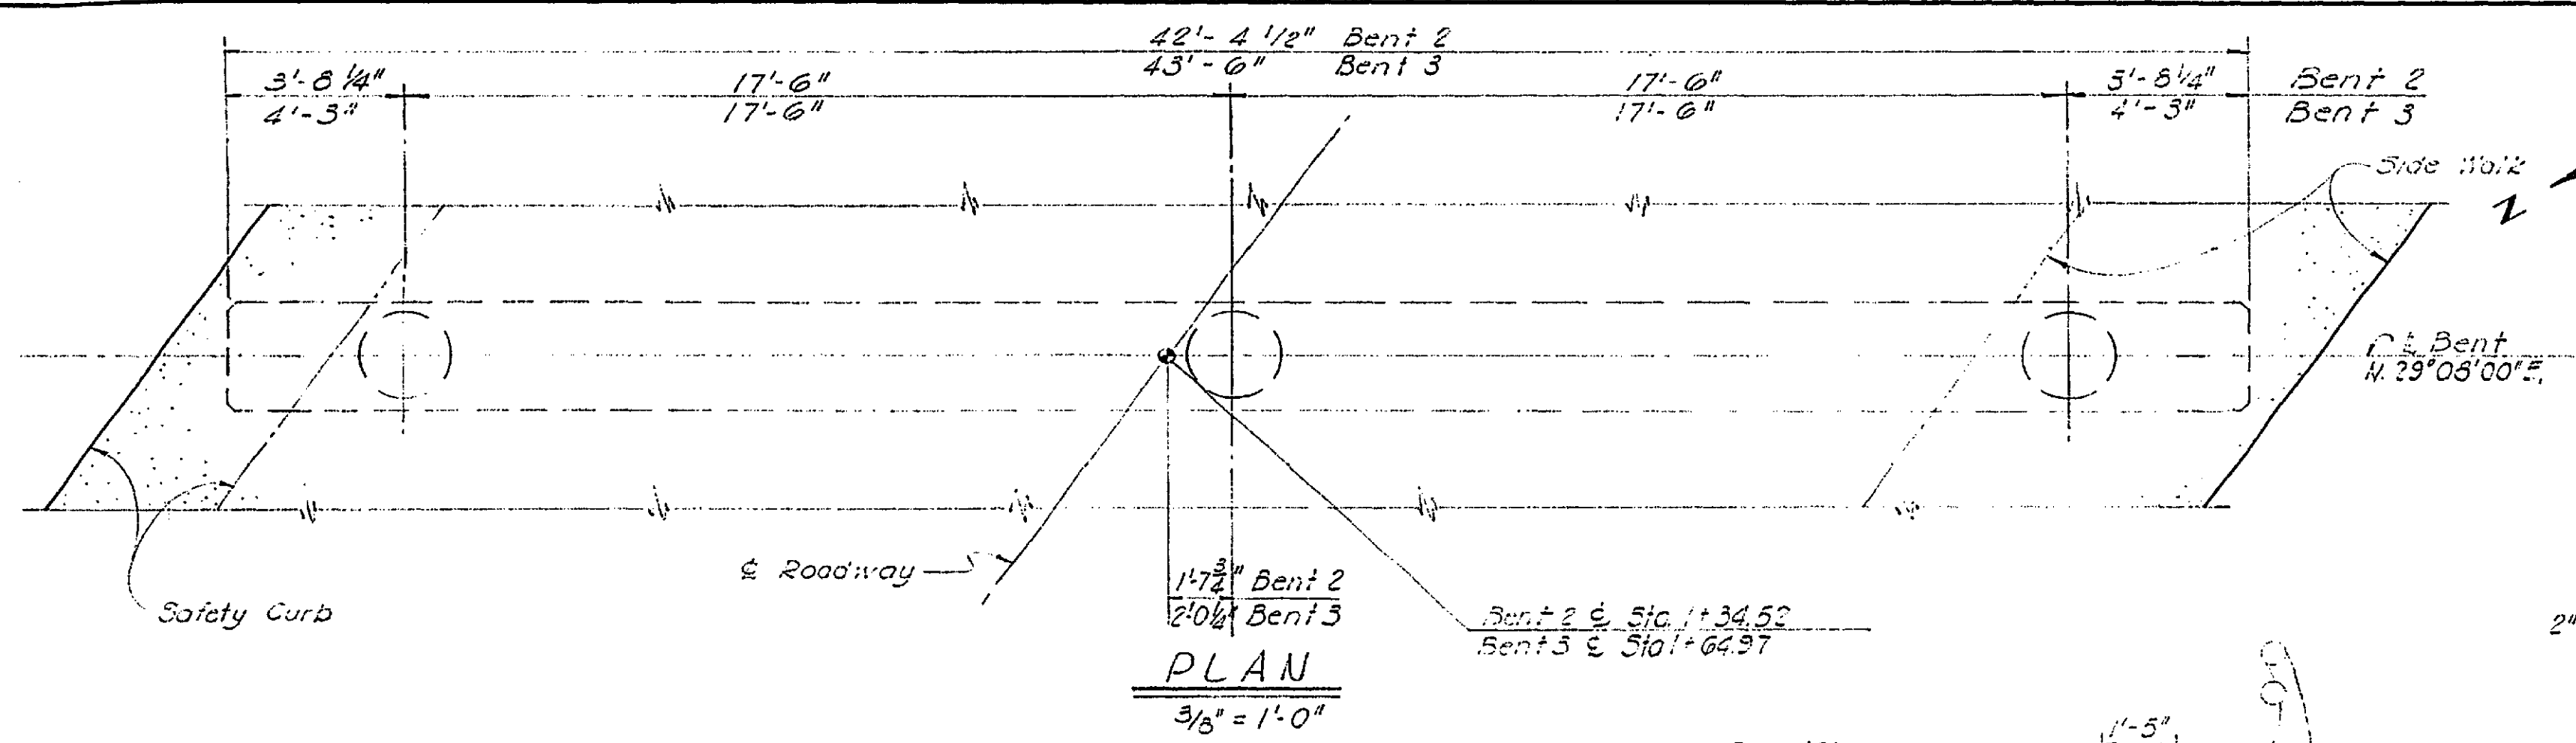 42'- 4 1/2" Bent 2
43'- 6" Bent 3
3'-8 1/4" 17'-6" 17'-6" 3'-8 1/4" Bent 2
4'-3" 17'-6" 17'-6" 4'-3" Bent 3
Side Walk
N
℄ Bent
N. 29°08'00"E.
℄ Roadway
Safety Curb
1'-7 3/4" Bent 2
2'-0 1/4" Bent 3
Bent 2 ℄ Sta. 1+34.52
Bent 3 ℄ Sta 1+64.97
2"
PLAN
3/8" = 1'-0"
1'-5"